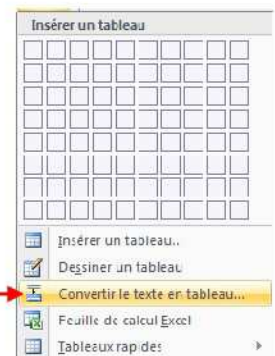 Insérer un tableau
Insérer un tableau..
Dessiner un tableau
Convertir le texte en tableau...
Feuille de calcul Excel
Tableaux rapides